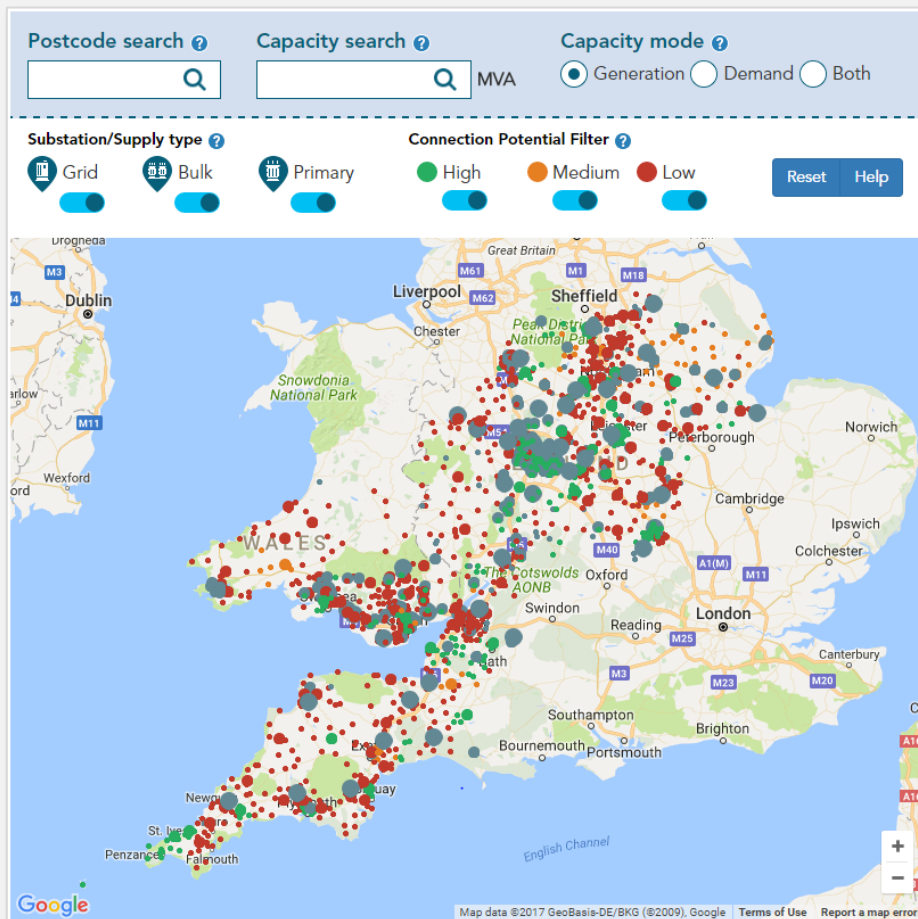 Postcode search ?
Capacity search ?
Capacity mode ?
MVA
Generation
Demand
Both
Substation/Supply type ?
Connection Potential Filter ?
Grid
Bulk
Primary
High
Medium
Low
Reset
Help
Drogheda
Great Britain
M3
M61
M1
M18
Liverpool
M62
Sheffield
Dublin
Chester
Peak District
National Park
Snowdonia
National Park
M11
Norwich
Peterborough
Wexford
Cambridge
WALES
Ipswich
Colchester
M40
The Cotswolds
AONB
Oxford
A1(M)
M11
Swindon
London
Reading
M25
Canterbury
M3
M23
M20
Southampton
Brighton
Bournemouth
Portsmouth
St. Ives
Penzance
Falmouth
English Channel
+
−
Google
Map data ©2017 GeoBasis-DE/BKG (©2009), Google
Terms of Use
Report a map error